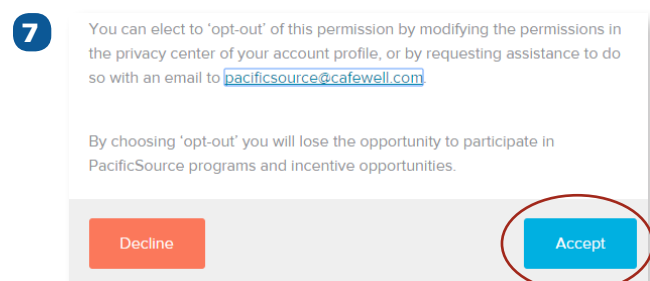 7
You can elect to 'opt-out' of this permission by modifying the permissions in
the privacy center of your account profile, or by requesting assistance to do
so with an email to pacificsource@cafewell.com.
By choosing 'opt-out' you will lose the opportunity to participate in
PacificSource programs and incentive opportunities.
Decline Accept